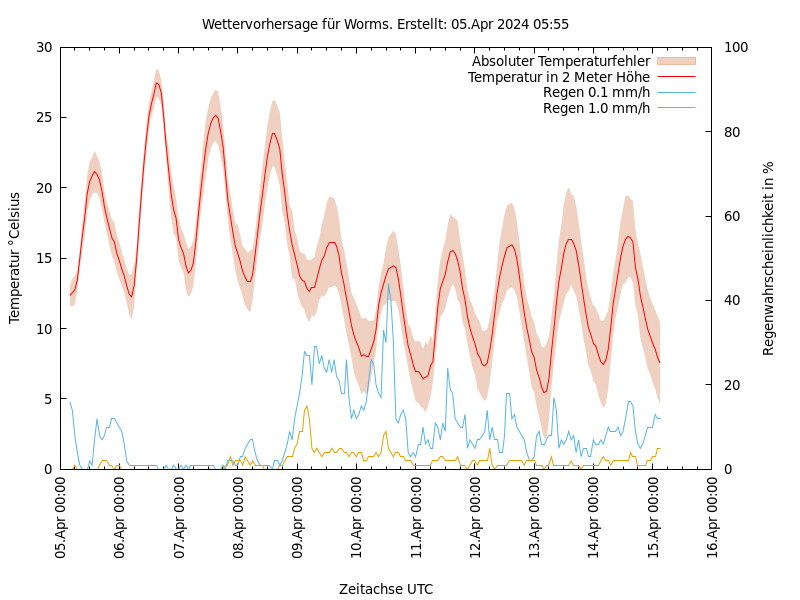 Wettervorhersage für Worms. Erstellt: 05.Apr 2024 05:55
Absoluter Temperaturfehler
Temperatur in 2 Meter Höhe
Regen 0.1 mm/h
Regen 1.0 mm/h
Temperatur °Celsius
30
25
20
15
10
5
0
Regenwahrscheinlichkeit in %
100
80
60
40
20
0
05.Apr 00:00
06.Apr 00:00
07.Apr 00:00
08.Apr 00:00
09.Apr 00:00
10.Apr 00:00
11.Apr 00:00
12.Apr 00:00
13.Apr 00:00
14.Apr 00:00
15.Apr 00:00
16.Apr 00:00
Zeitachse UTC